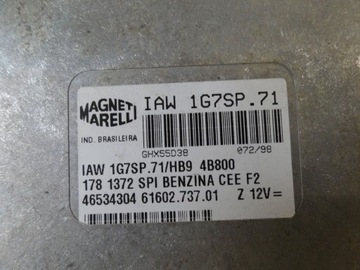 MAGNETI
MARELLI
IAW 1G7SP.71
IND. BRASILEIRA
GHX55D38
072/98
IAW 1G7SP.71/HB9 4B800
178 1372 SPI BENZINA CEE F2
46534304 61602.737.01 Z 12V=